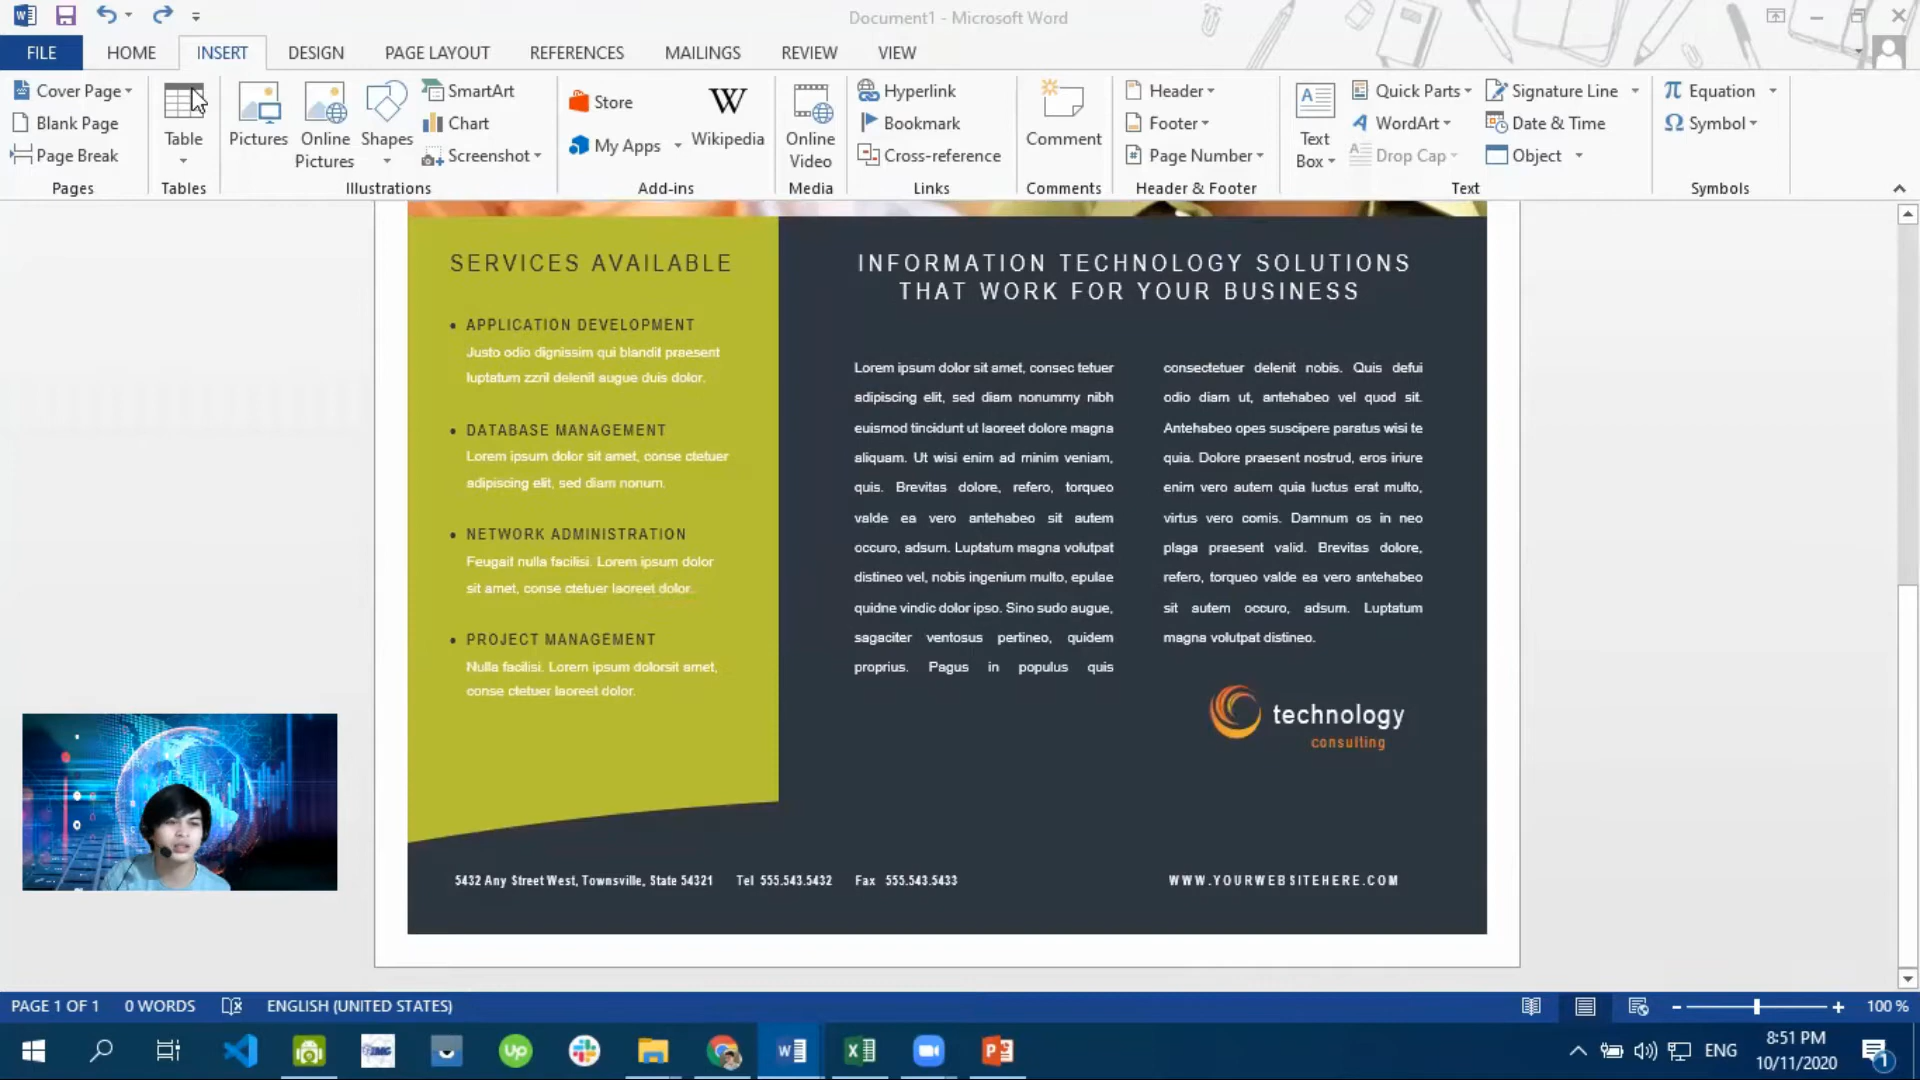 Document1 - Microsoft Word
FILE HOME INSERT DESIGN PAGE LAYOUT REFERENCES MAILINGS REVIEW VIEW
Cover Page
Blank Page
Page Break
Pages
Table
Tables
Pictures
Online
Pictures
Shapes
SmartArt
Chart
Screenshot
Illustrations
Store
My Apps
W
Wikipedia
Add-ins
Online
Video
Media
Hyperlink
Bookmark
Cross-reference
Links
Comment
Comments
Header
Footer
Page Number
Header & Footer
Text
Box
Quick Parts
WordArt
Drop Cap
Signature Line
Date & Time
Object
Text
Equation
Symbol
Symbols
SERVICES AVAILABLE
• APPLICATION DEVELOPMENT
Justo odio dignissim qui blandit praesent
luptatum zzril delenit augue duis dolor.
• DATABASE MANAGEMENT
Lorem ipsum dolor sit amet, conse ctetuer
adipiscing elit, sed diam nonum.
• NETWORK ADMINISTRATION
Feugait nulla facilisi. Lorem ipsum dolor
sit amet, conse ctetuer laoreet dolor.
• PROJECT MANAGEMENT
Nulla facilisi. Lorem ipsum dolorsit amet,
conse ctetuer laoreet dolor.
INFORMATION TECHNOLOGY SOLUTIONS
THAT WORK FOR YOUR BUSINESS
Lorem ipsum dolor sit amet, consec tetuer
adipiscing elit, sed diam nonummy nibh
euismod tincidunt ut laoreet dolore magna
aliquam. Ut wisi enim ad minim veniam,
quis. Brevitas dolore, refero, torqueo
valde ea vero antehabeo sit autem
occuro, adsum. Luptatum magna volutpat
distineo vel, nobis ingenium multo, epulae
quidne vindic dolor ipso. Sino sudo augue,
sagaciter ventosus pertineo, quidem
proprius. Pagus in populus quis
consectetuer delenit nobis. Quis defui
odio diam ut, antehabeo vel quod sit.
Antehabeo opes suscipere paratus wisi te
quia. Dolore praesent nostrud, eros iriure
enim vero autem quia luctus erat multo,
virtus vero comis. Damnum os in neo
plaga praesent valid. Brevitas dolore,
refero, torqueo valde ea vero antehabeo
sit autem occuro, adsum. Luptatum
magna volutpat distineo.
technology
consulting
5432 Any Street West, Townsville, State 54321 Tel 555.543.5432 Fax 555.543.5433
WWW.YOURWEBSITEHERE.COM
PAGE 1 OF 1 0 WORDS ENGLISH (UNITED STATES)
100 %
Up
ENG
8:51 PM
10/11/2020
1